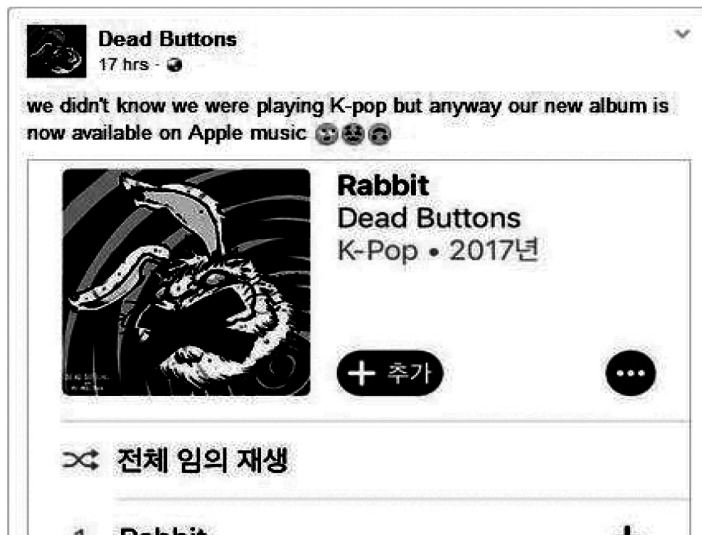 Dead Buttons
17 hrs ·
we didn't know we were playing K-pop but anyway our new album is
now available on Apple music
Rabbit
Dead Buttons
K-Pop • 2017년
+ 추가
전체 임의 재생
1 Rabbit